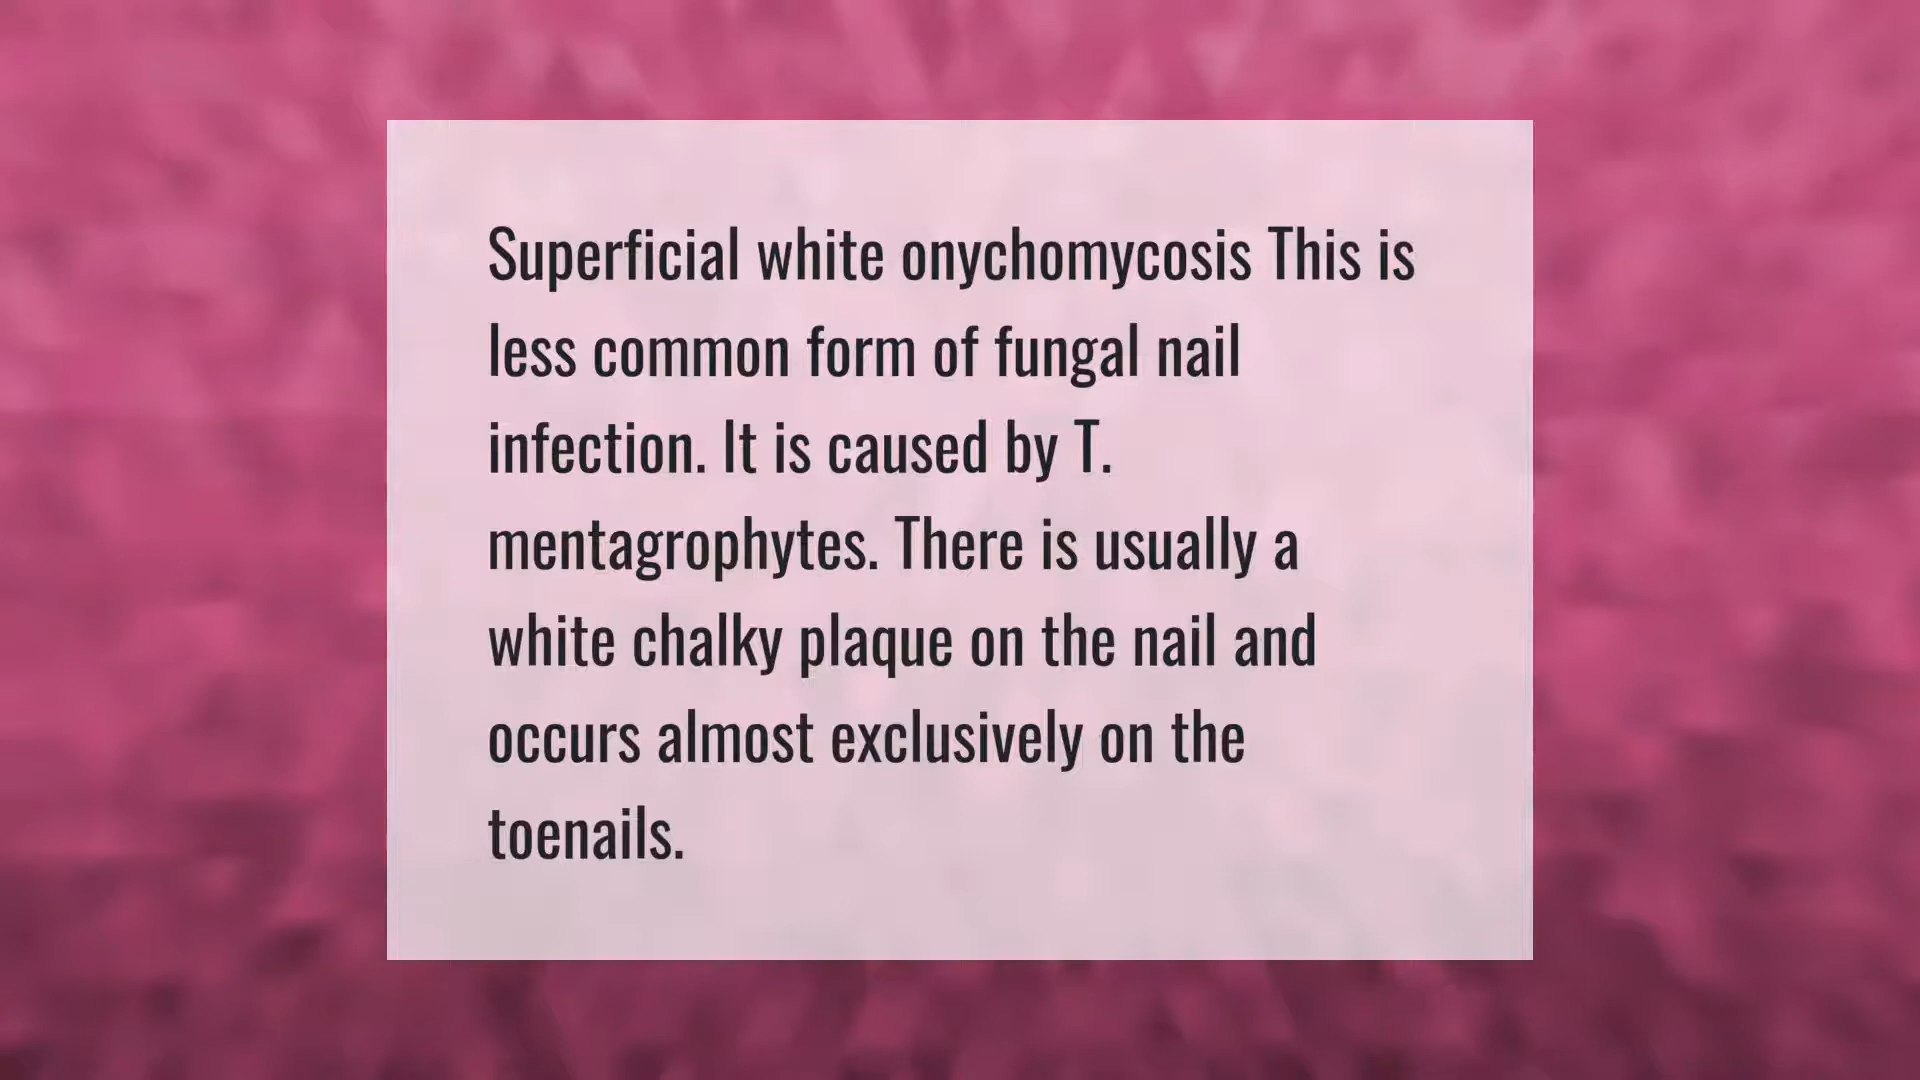 Superficial white onychomycosis This is
less common form of fungal nail
infection. It is caused by T.
mentagrophytes. There is usually a
white chalky plaque on the nail and
occurs almost exclusively on the
toenails.